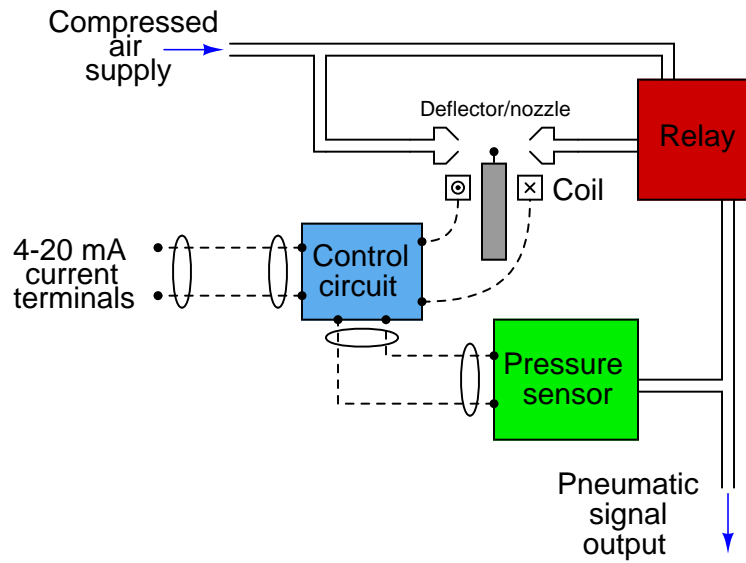 Compressed
air
supply
Deflector/nozzle
Relay
Coil
4-20 mA
current
terminals
Control
circuit
Pressure
sensor
Pneumatic
signal
output